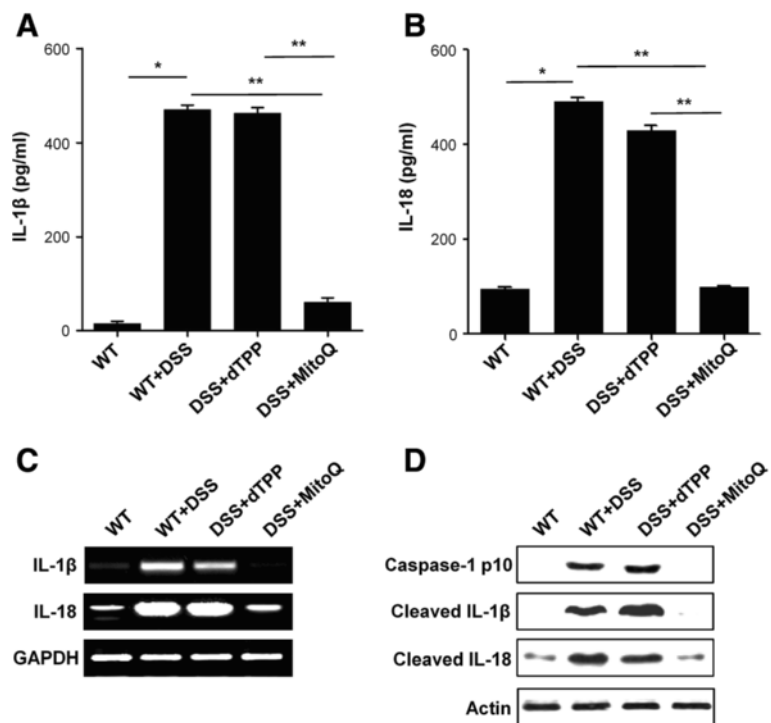 A
600
400
200
0
IL-1β (pg/ml)
*
**
**
WT
WT+DSS
DSS+dTPP
DSS+MitoQ
B
600
400
200
0
IL-18 (pg/ml)
*
**
**
WT
WT+DSS
DSS+dTPP
DSS+MitoQ
C
WT
WT+DSS
DSS+dTPP
DSS+MitoQ
IL-1β
IL-18
GAPDH
D
WT
WT+DSS
DSS+dTPP
DSS+MitoQ
Caspase-1 p10
Cleaved IL-1β
Cleaved IL-18
Actin